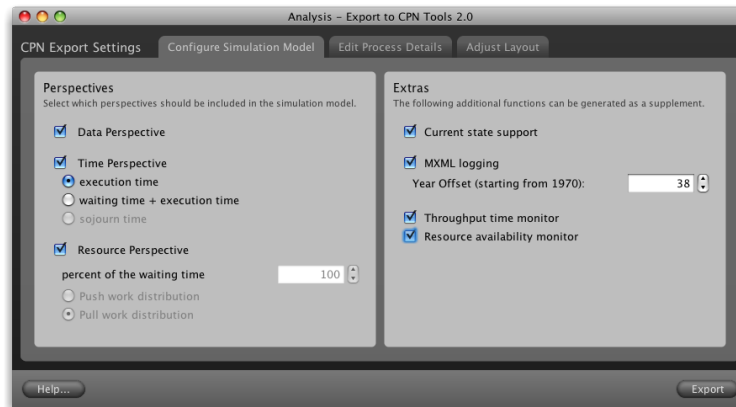 Analysis – Export to CPN Tools 2.0
CPN Export Settings
Configure Simulation Model
Edit Process Details
Adjust Layout
Perspectives
Select which perspectives should be included in the simulation model.
Data Perspective
Time Perspective
execution time
waiting time + execution time
sojourn time
Resource Perspective
percent of the waiting time 100
Push work distribution
Pull work distribution
Extras
The following additional functions can be generated as a supplement.
Current state support
MXML logging
Year Offset (starting from 1970): 38
Throughput time monitor
Resource availability monitor
Help...
Export